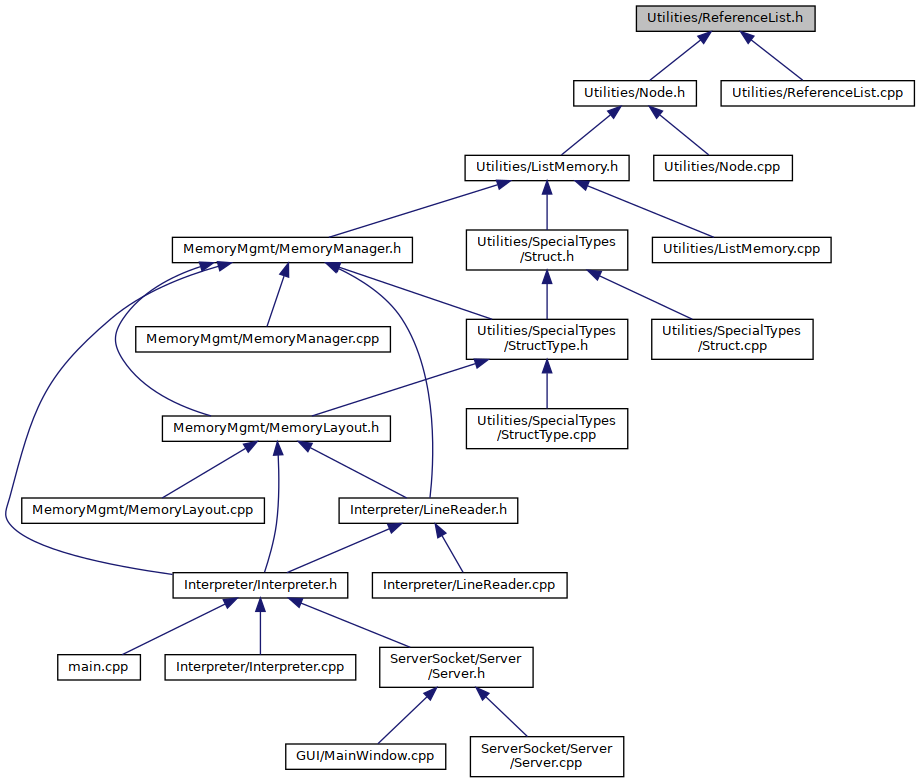 Utilities/ReferenceList.h
Utilities/Node.h
Utilities/ReferenceList.cpp
Utilities/ListMemory.h
Utilities/Node.cpp
MemoryMgmt/MemoryManager.h
Utilities/SpecialTypes
/Struct.h
Utilities/ListMemory.cpp
MemoryMgmt/MemoryManager.cpp
Utilities/SpecialTypes
/StructType.h
Utilities/SpecialTypes
/Struct.cpp
MemoryMgmt/MemoryLayout.h
Utilities/SpecialTypes
/StructType.cpp
MemoryMgmt/MemoryLayout.cpp
Interpreter/LineReader.h
Interpreter/Interpreter.h
Interpreter/LineReader.cpp
main.cpp
Interpreter/Interpreter.cpp
ServerSocket/Server
/Server.h
GUI/MainWindow.cpp
ServerSocket/Server
/Server.cpp